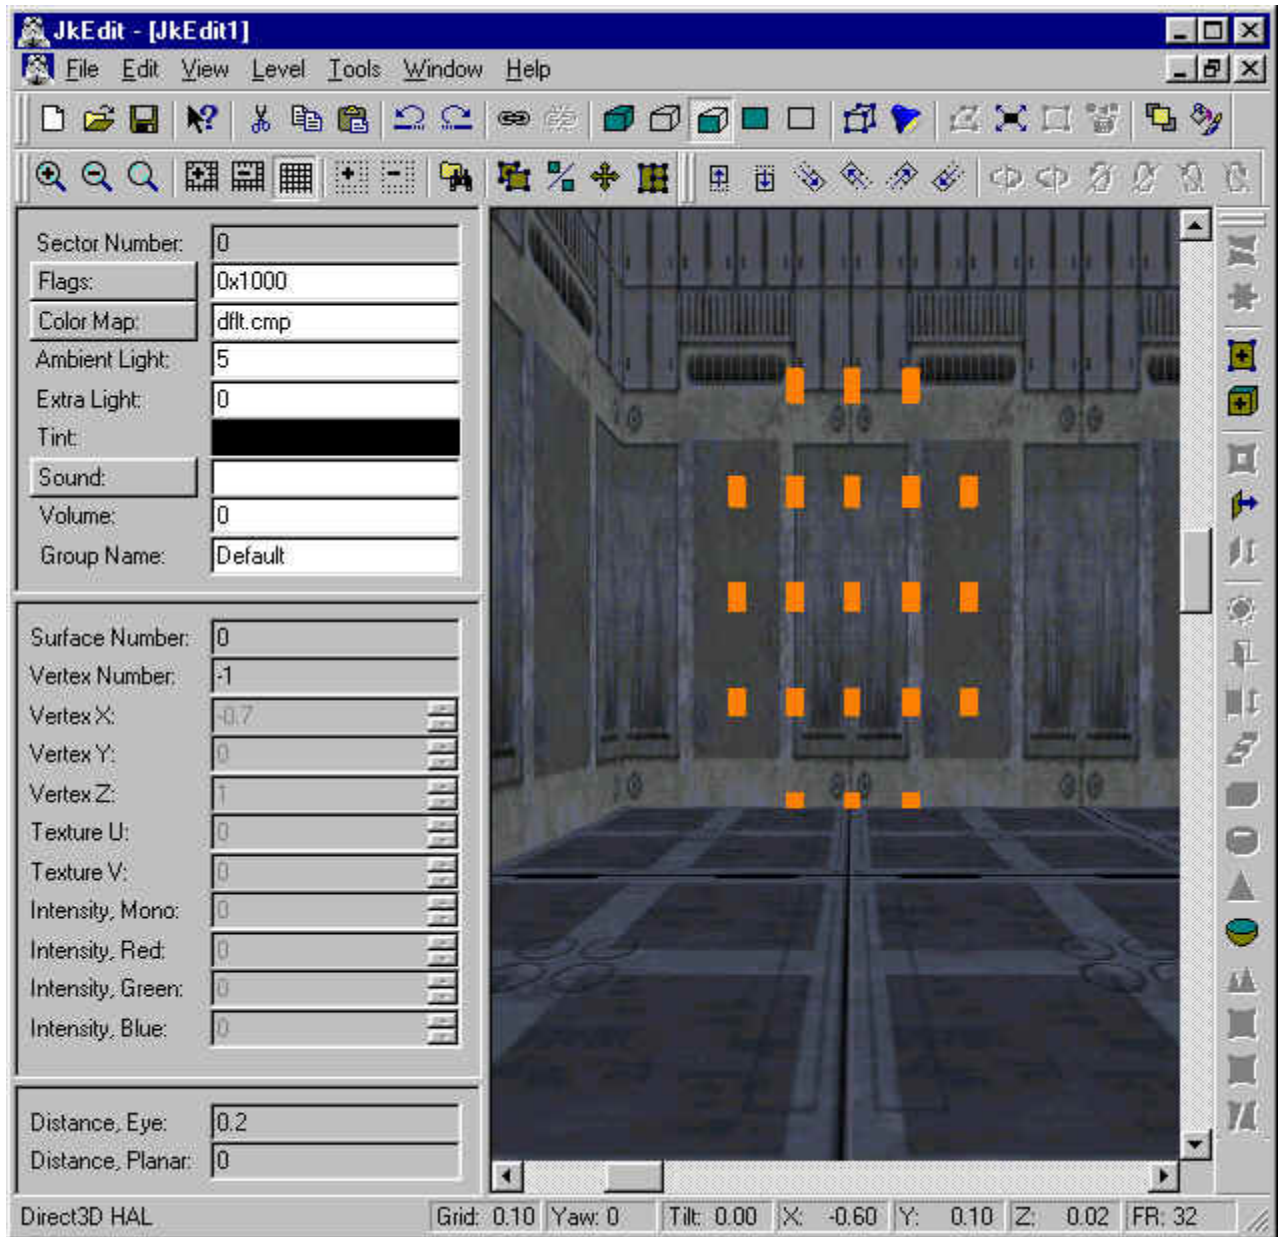 JkEdit - [JkEdit1]
File Edit View Level Tools Window Help
Sector Number: 0
Flags: 0x1000
Color Map: dflt.cmp
Ambient Light: 5
Extra Light: 0
Tint:
Sound:
Volume: 0
Group Name: Default
Surface Number: 0
Vertex Number: -1
Vertex X: -0.7
Vertex Y: 0
Vertex Z: 1
Texture U: 0
Texture V: 0
Intensity, Mono: 0
Intensity, Red: 0
Intensity, Green: 0
Intensity, Blue: 0
Distance, Eye: 0.2
Distance, Planar: 0
Direct3D HAL Grid: 0.10 Yaw: 0 Tilt: 0.00 X: -0.60 Y: 0.10 Z: 0.02 FR: 32